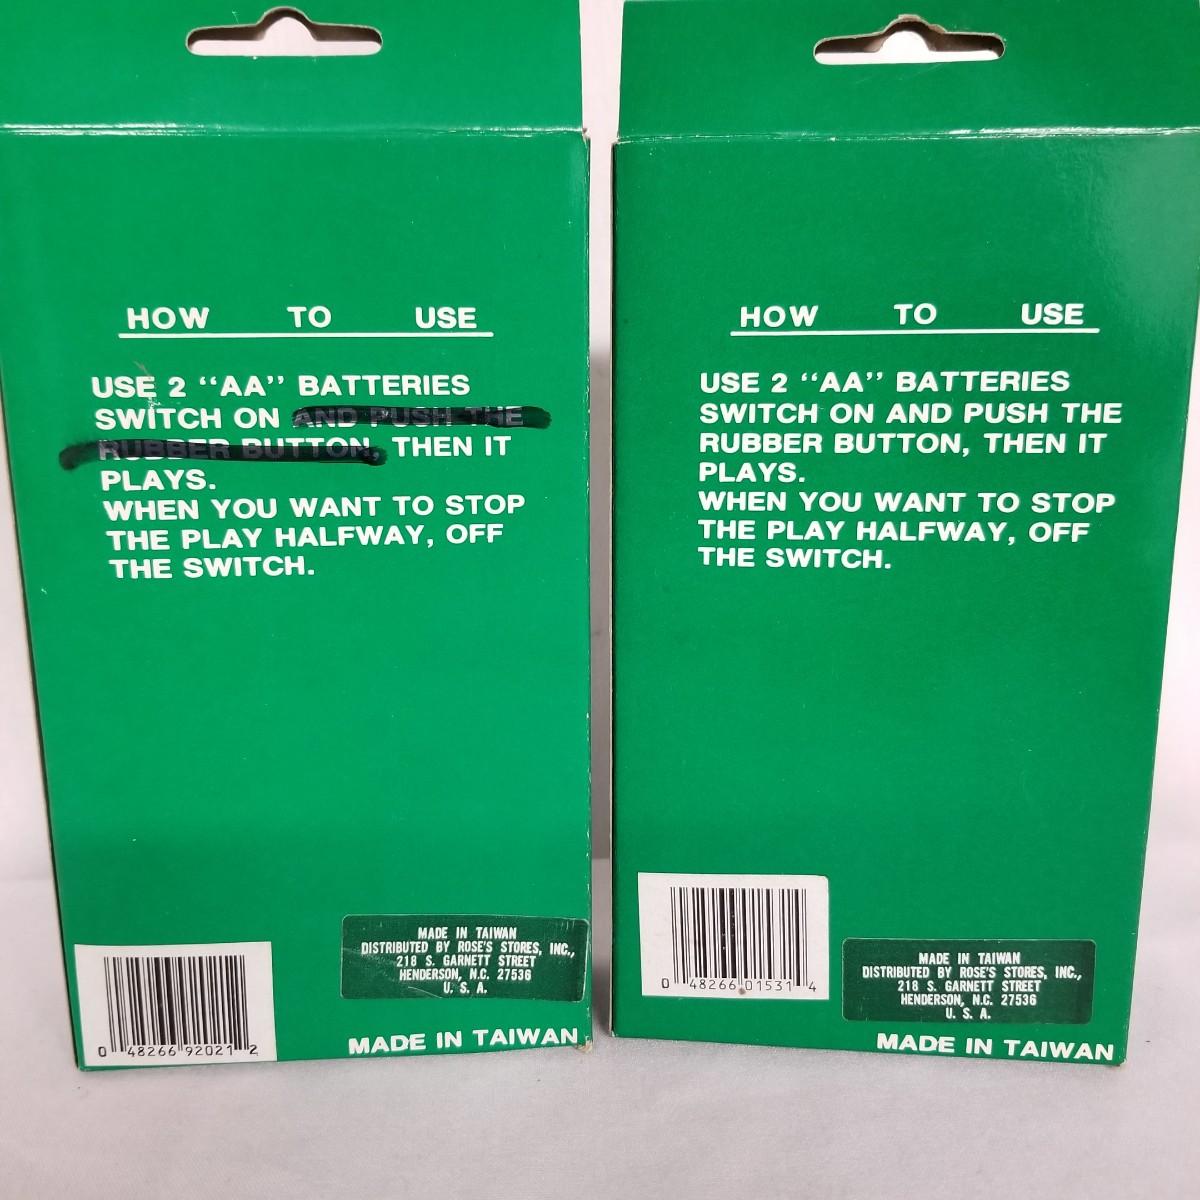 HOW TO USE
USE 2 “AA” BATTERIES
SWITCH ON AND PUSH THE
RUBBER BUTTON, THEN IT
PLAYS.
WHEN YOU WANT TO STOP
THE PLAY HALFWAY, OFF
THE SWITCH.
MADE IN TAIWAN
DISTRIBUTED BY ROSE'S STORES, INC.,
218 S. GARNETT STREET
HENDERSON, N.C. 27536
U. S. A.
0 48266 92021 2
MADE IN TAIWAN
HOW TO USE
USE 2 “AA” BATTERIES
SWITCH ON AND PUSH THE
RUBBER BUTTON, THEN IT
PLAYS.
WHEN YOU WANT TO STOP
THE PLAY HALFWAY, OFF
THE SWITCH.
0 48266 01531 4
MADE IN TAIWAN
DISTRIBUTED BY ROSE'S STORES, INC.,
218 S. GARNETT STREET
HENDERSON, N.C. 27536
U. S. A.
MADE IN TAIWAN